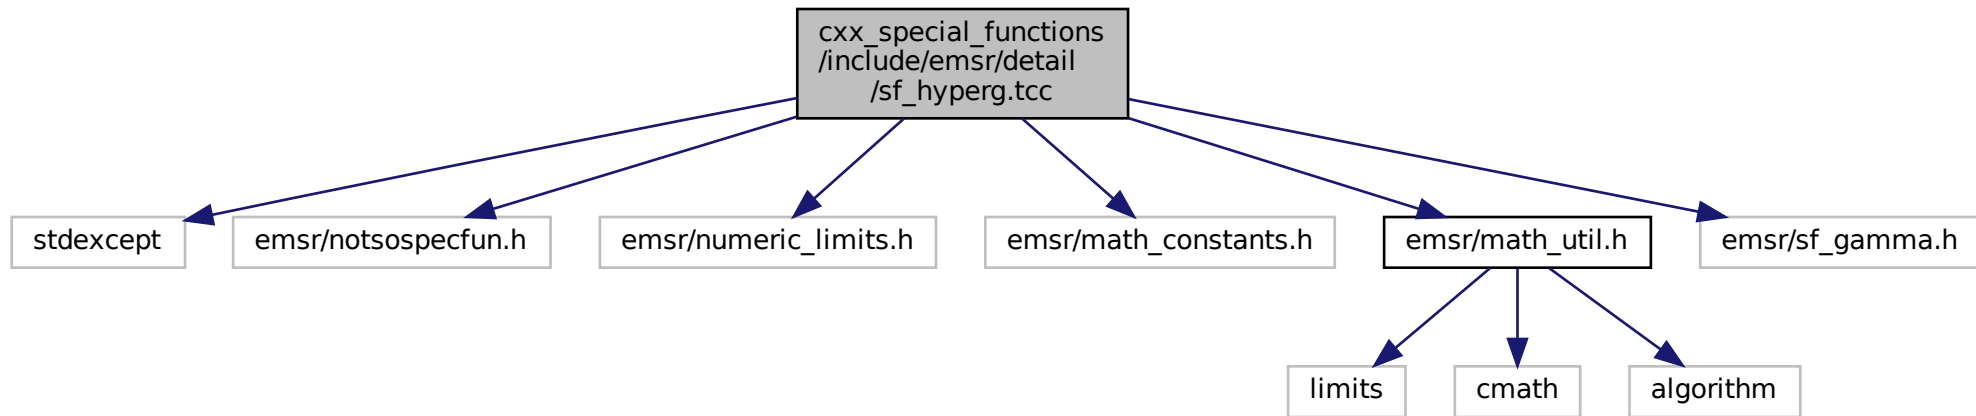 cxx_special_functions
/include/emsr/detail
/sf_hyperg.tcc
stdexcept
emsr/notsospecfun.h
emsr/numeric_limits.h
emsr/math_constants.h
emsr/math_util.h
emsr/sf_gamma.h
limits
cmath
algorithm